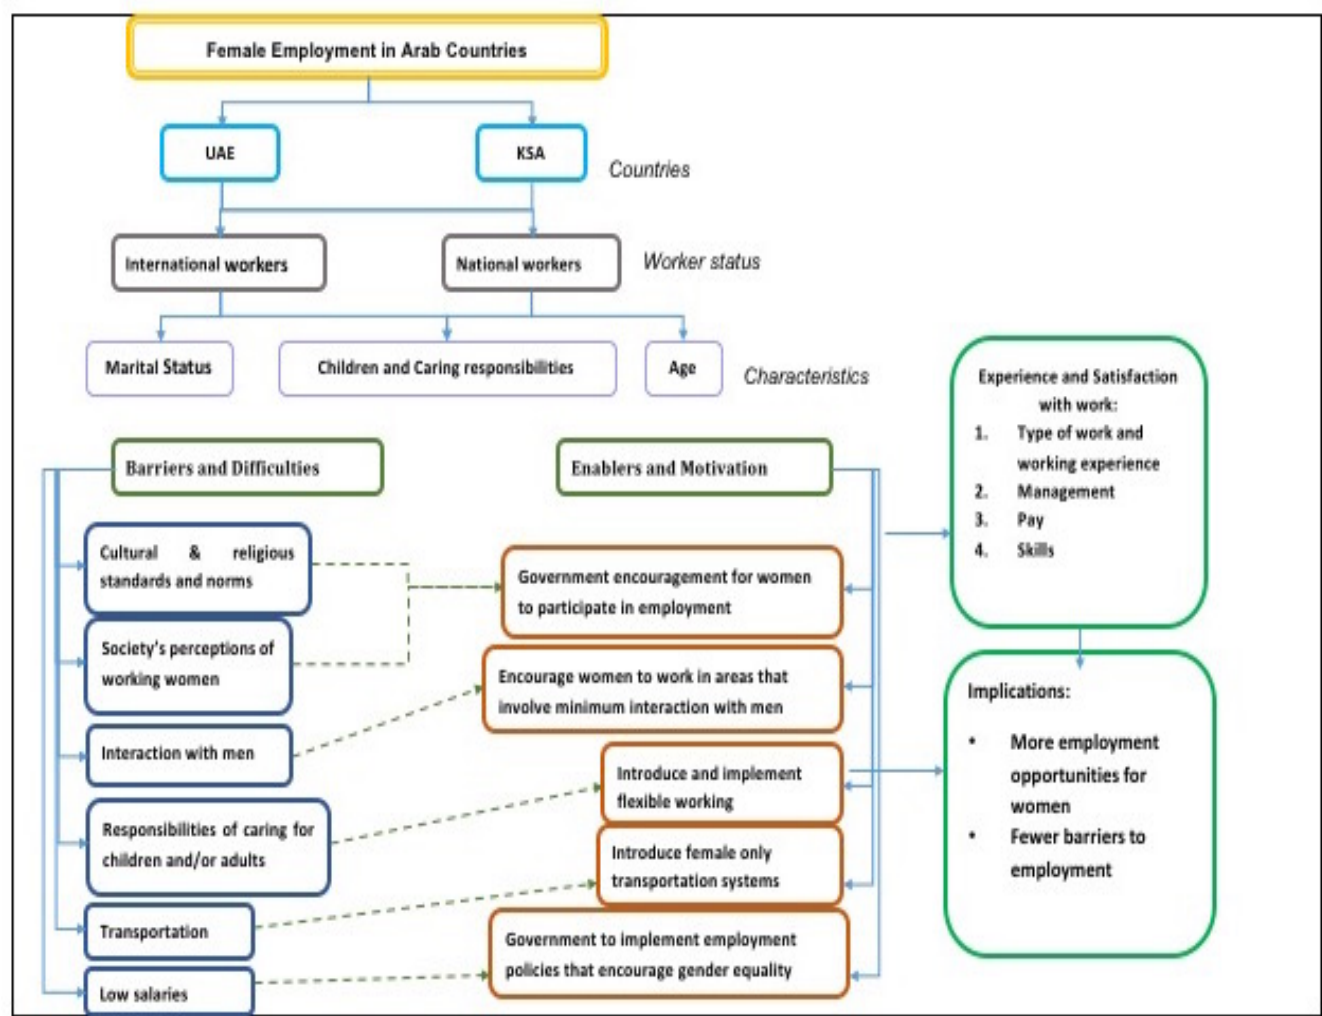 Female Employment in Arab Countries
UAE
KSA
Countries
International workers
National workers
Worker status
Marital Status
Children and Caring responsibilities
Age
Characteristics
Barriers and Difficulties
Cultural & religious
standards and norms
Society's perceptions of
working women
Interaction with men
Responsibilities of caring for
children and/or adults
Transportation
Low salaries
Enablers and Motivation
Government encouragement for women
to participate in employment
Encourage women to work in areas that
involve minimum interaction with men
Introduce and implement
flexible working
Introduce female only
transportation systems
Government to implement employment
policies that encourage gender equality
Experience and Satisfaction
with work:
1. Type of work and
working experience
2. Management
3. Pay
4. Skills
Implications:
• More employment
opportunities for
women
• Fewer barriers to
employment